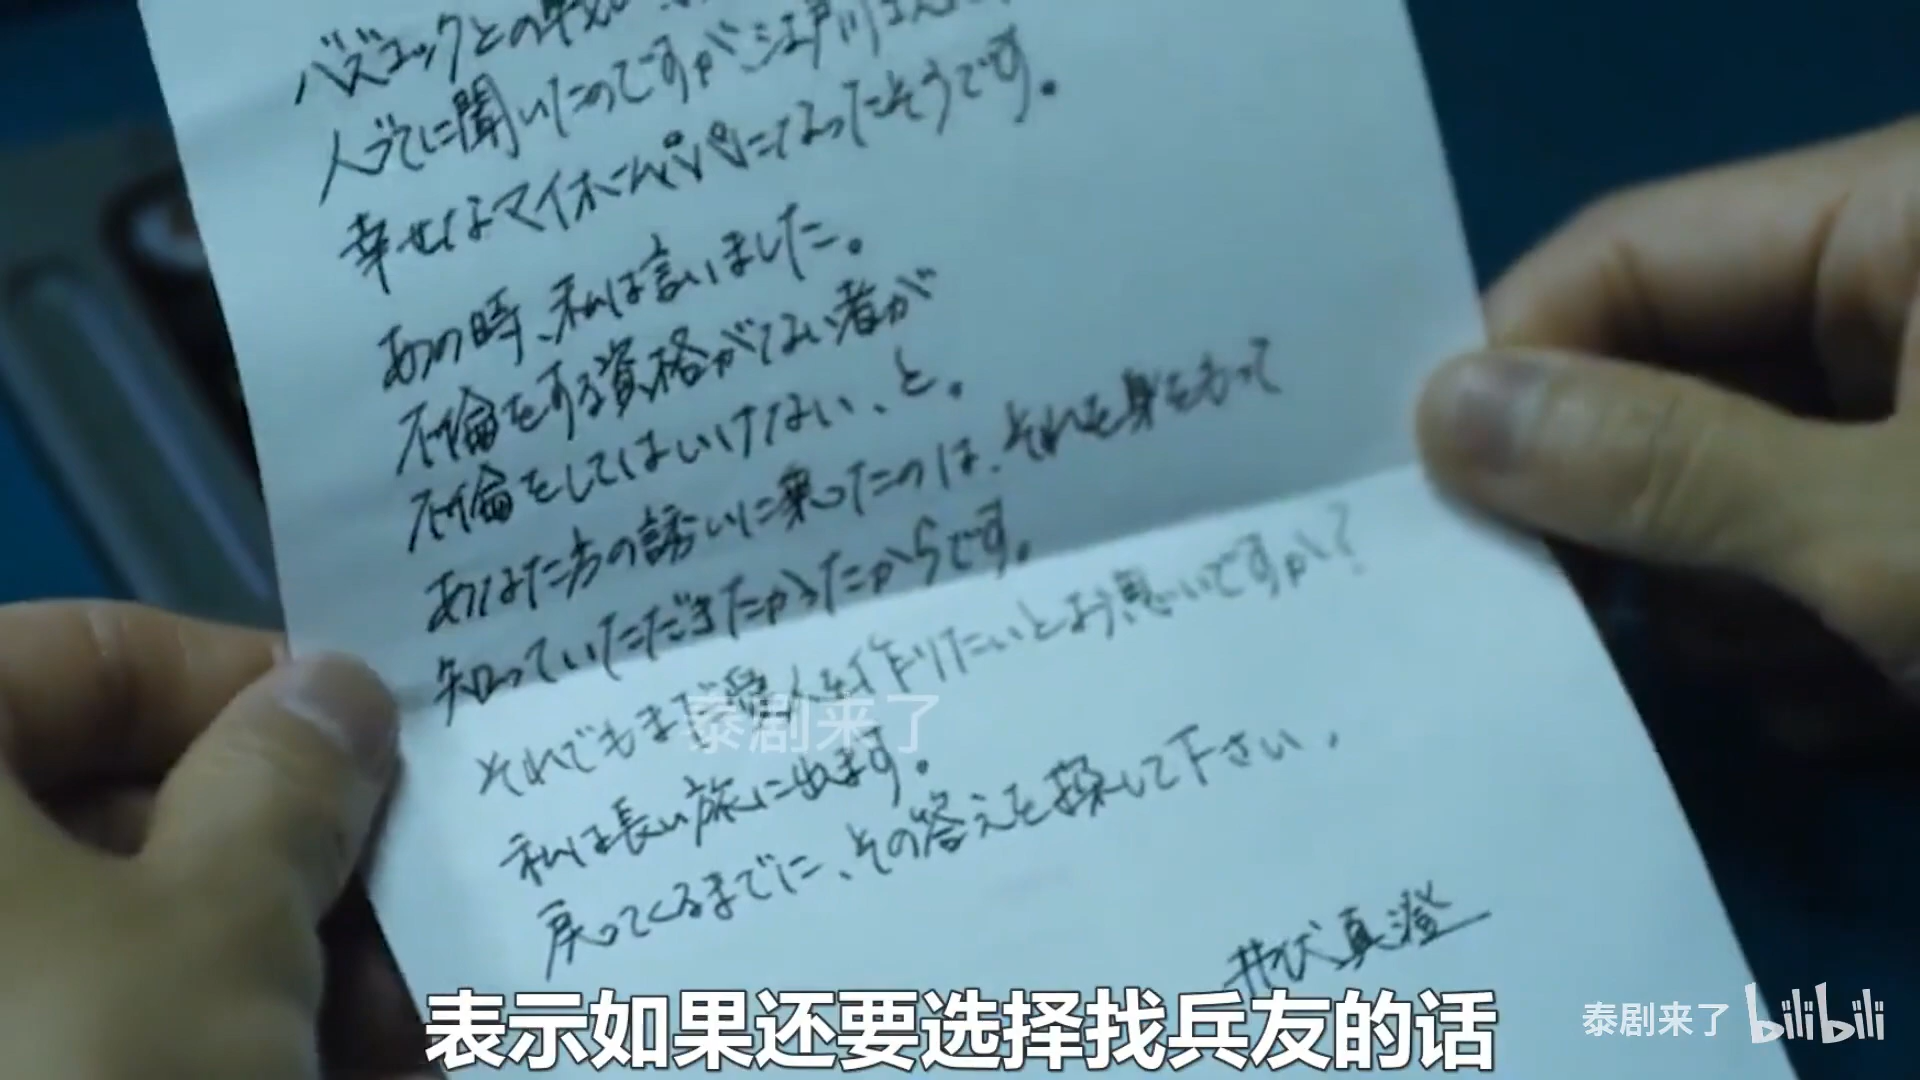 バズコックとの
人づてに聞いたのですが江戸川さんは
幸せなマイホームパパになったそうです。
あの時、私は言いました。
不倫をする資格がない者が
不倫をしてはいけない、と。
あなた方の誘いに乗ったのは、それを身をもって
知っていただきたかったからです。
それでもまだ愛人を作りたいとお思いですか?
私は長い旅に出ます。
戻ってくるまでに、その答えを探して下さい。
井伏真澄
泰剧来了
表示如果还要选择找兵友的话
泰剧来了 bilibili